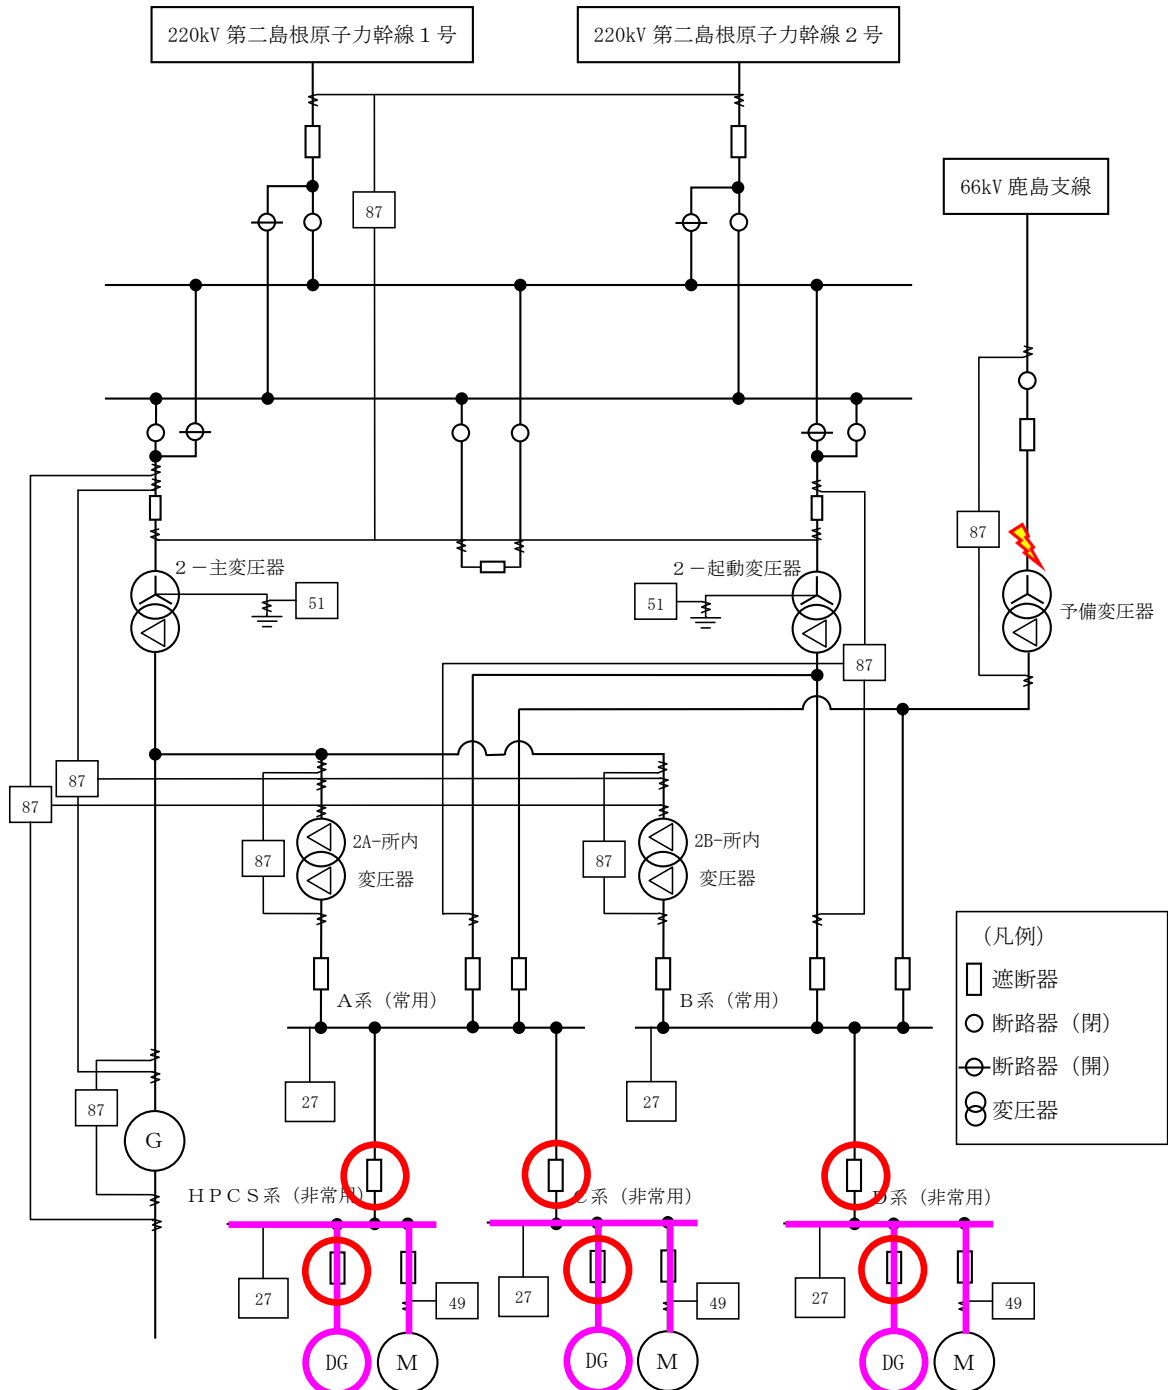 220kV 第二島根原子力幹線１号
220kV 第二島根原子力幹線２号
66kV 鹿島支線
87
87
２－主変圧器
２－起動変圧器
予備変圧器
51
51
87
87
87
2A-所内
変圧器
2B-所内
変圧器
87
87
（凡例）
遮断器
断路器（閉）
断路器（開）
変圧器
Ａ系（常用）
Ｂ系（常用）
27
27
87
G
ＨＰＣＳ系（非常用）
Ｃ系（非常用）
Ｄ系（非常用）
27
49
27
49
27
49
DG
M
DG
M
DG
M